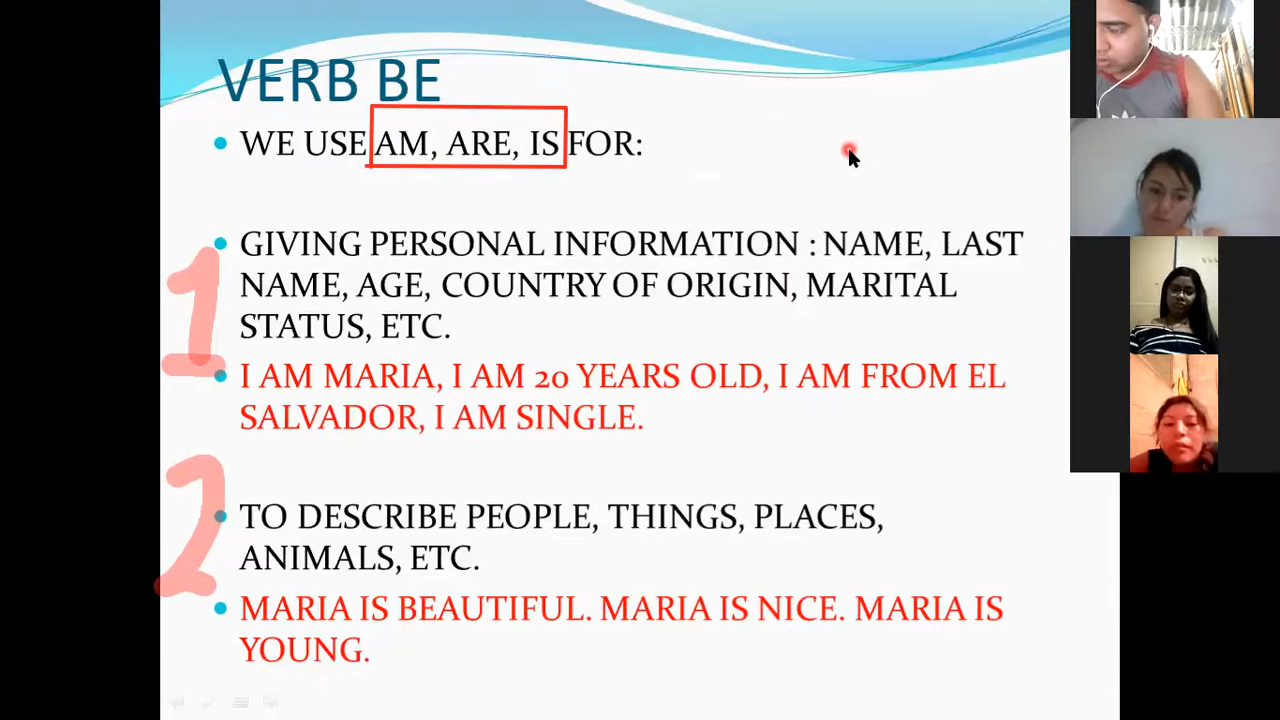 VERB BE
WE USE AM, ARE, IS FOR:
1
GIVING PERSONAL INFORMATION : NAME, LAST
NAME, AGE, COUNTRY OF ORIGIN, MARITAL
STATUS, ETC.
I AM MARIA, I AM 20 YEARS OLD, I AM FROM EL
SALVADOR, I AM SINGLE.
2
TO DESCRIBE PEOPLE, THINGS, PLACES,
ANIMALS, ETC.
MARIA IS BEAUTIFUL. MARIA IS NICE. MARIA IS
YOUNG.